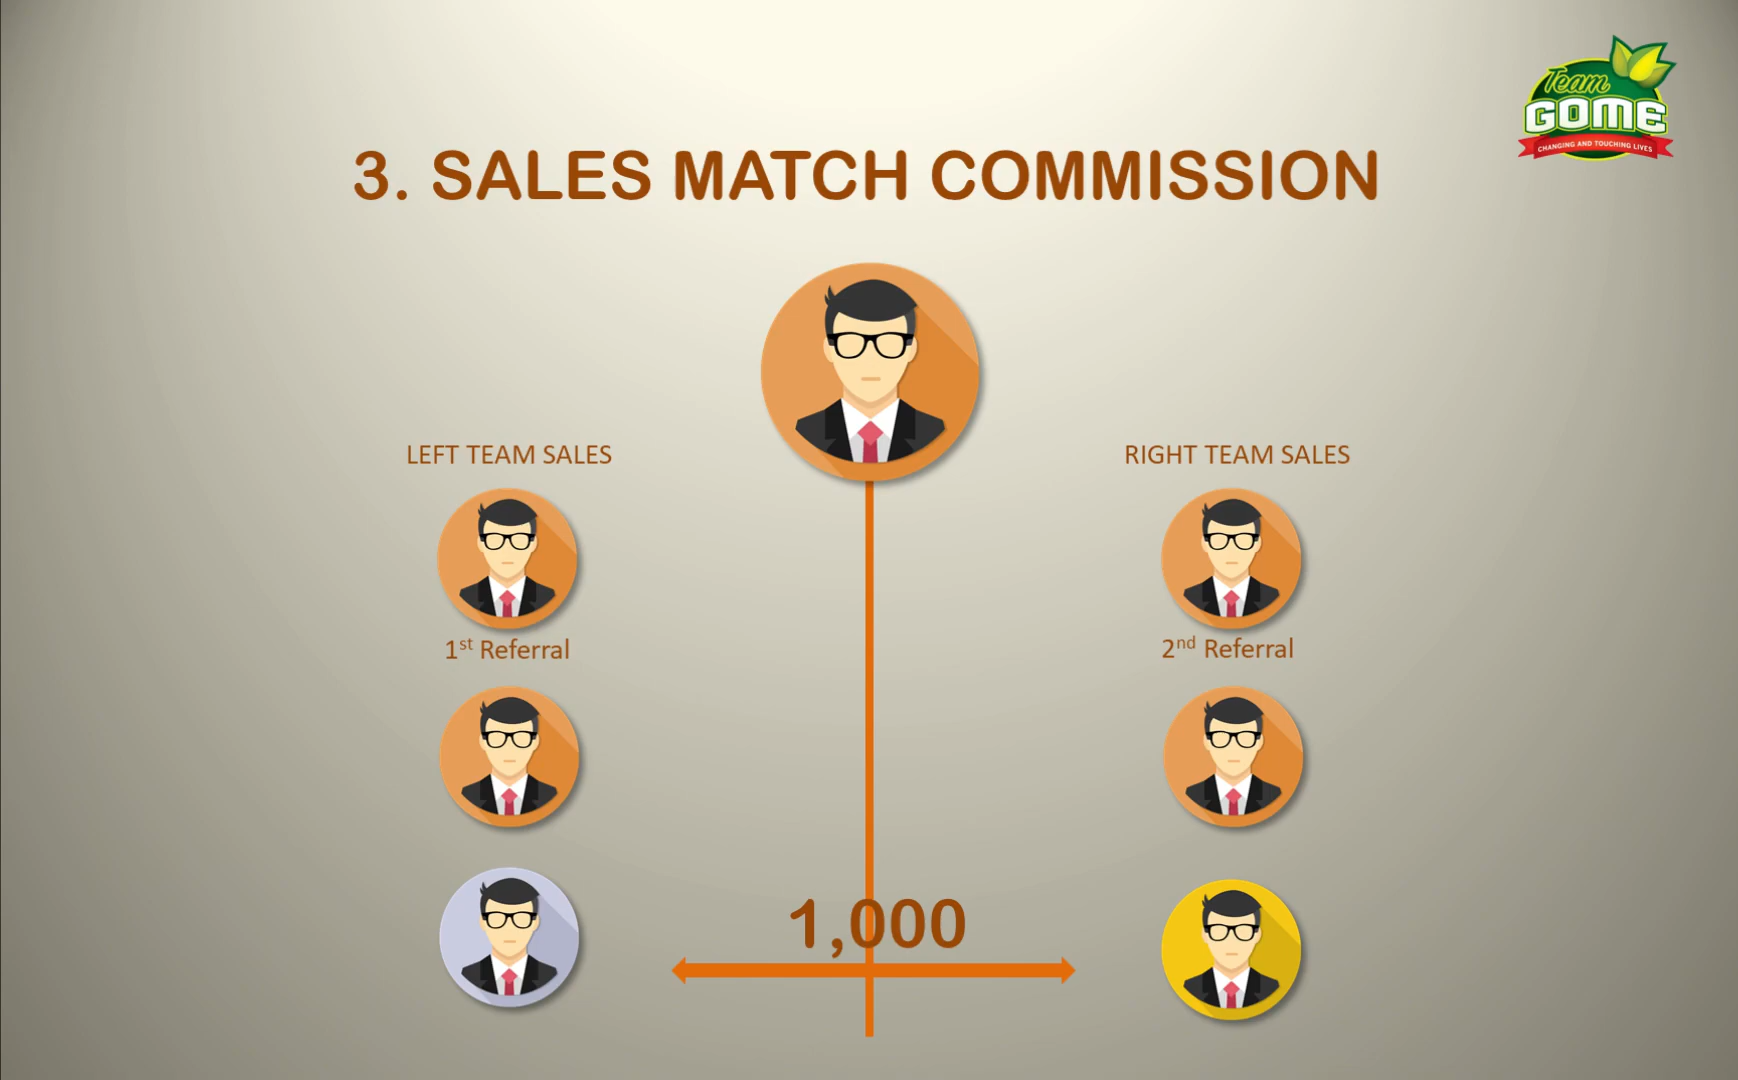 Team
GOME
CHANGING AND TOUCHING LIVES
3. SALES MATCH COMMISSION
LEFT TEAM SALES
RIGHT TEAM SALES
1st Referral
2nd Referral
1,000